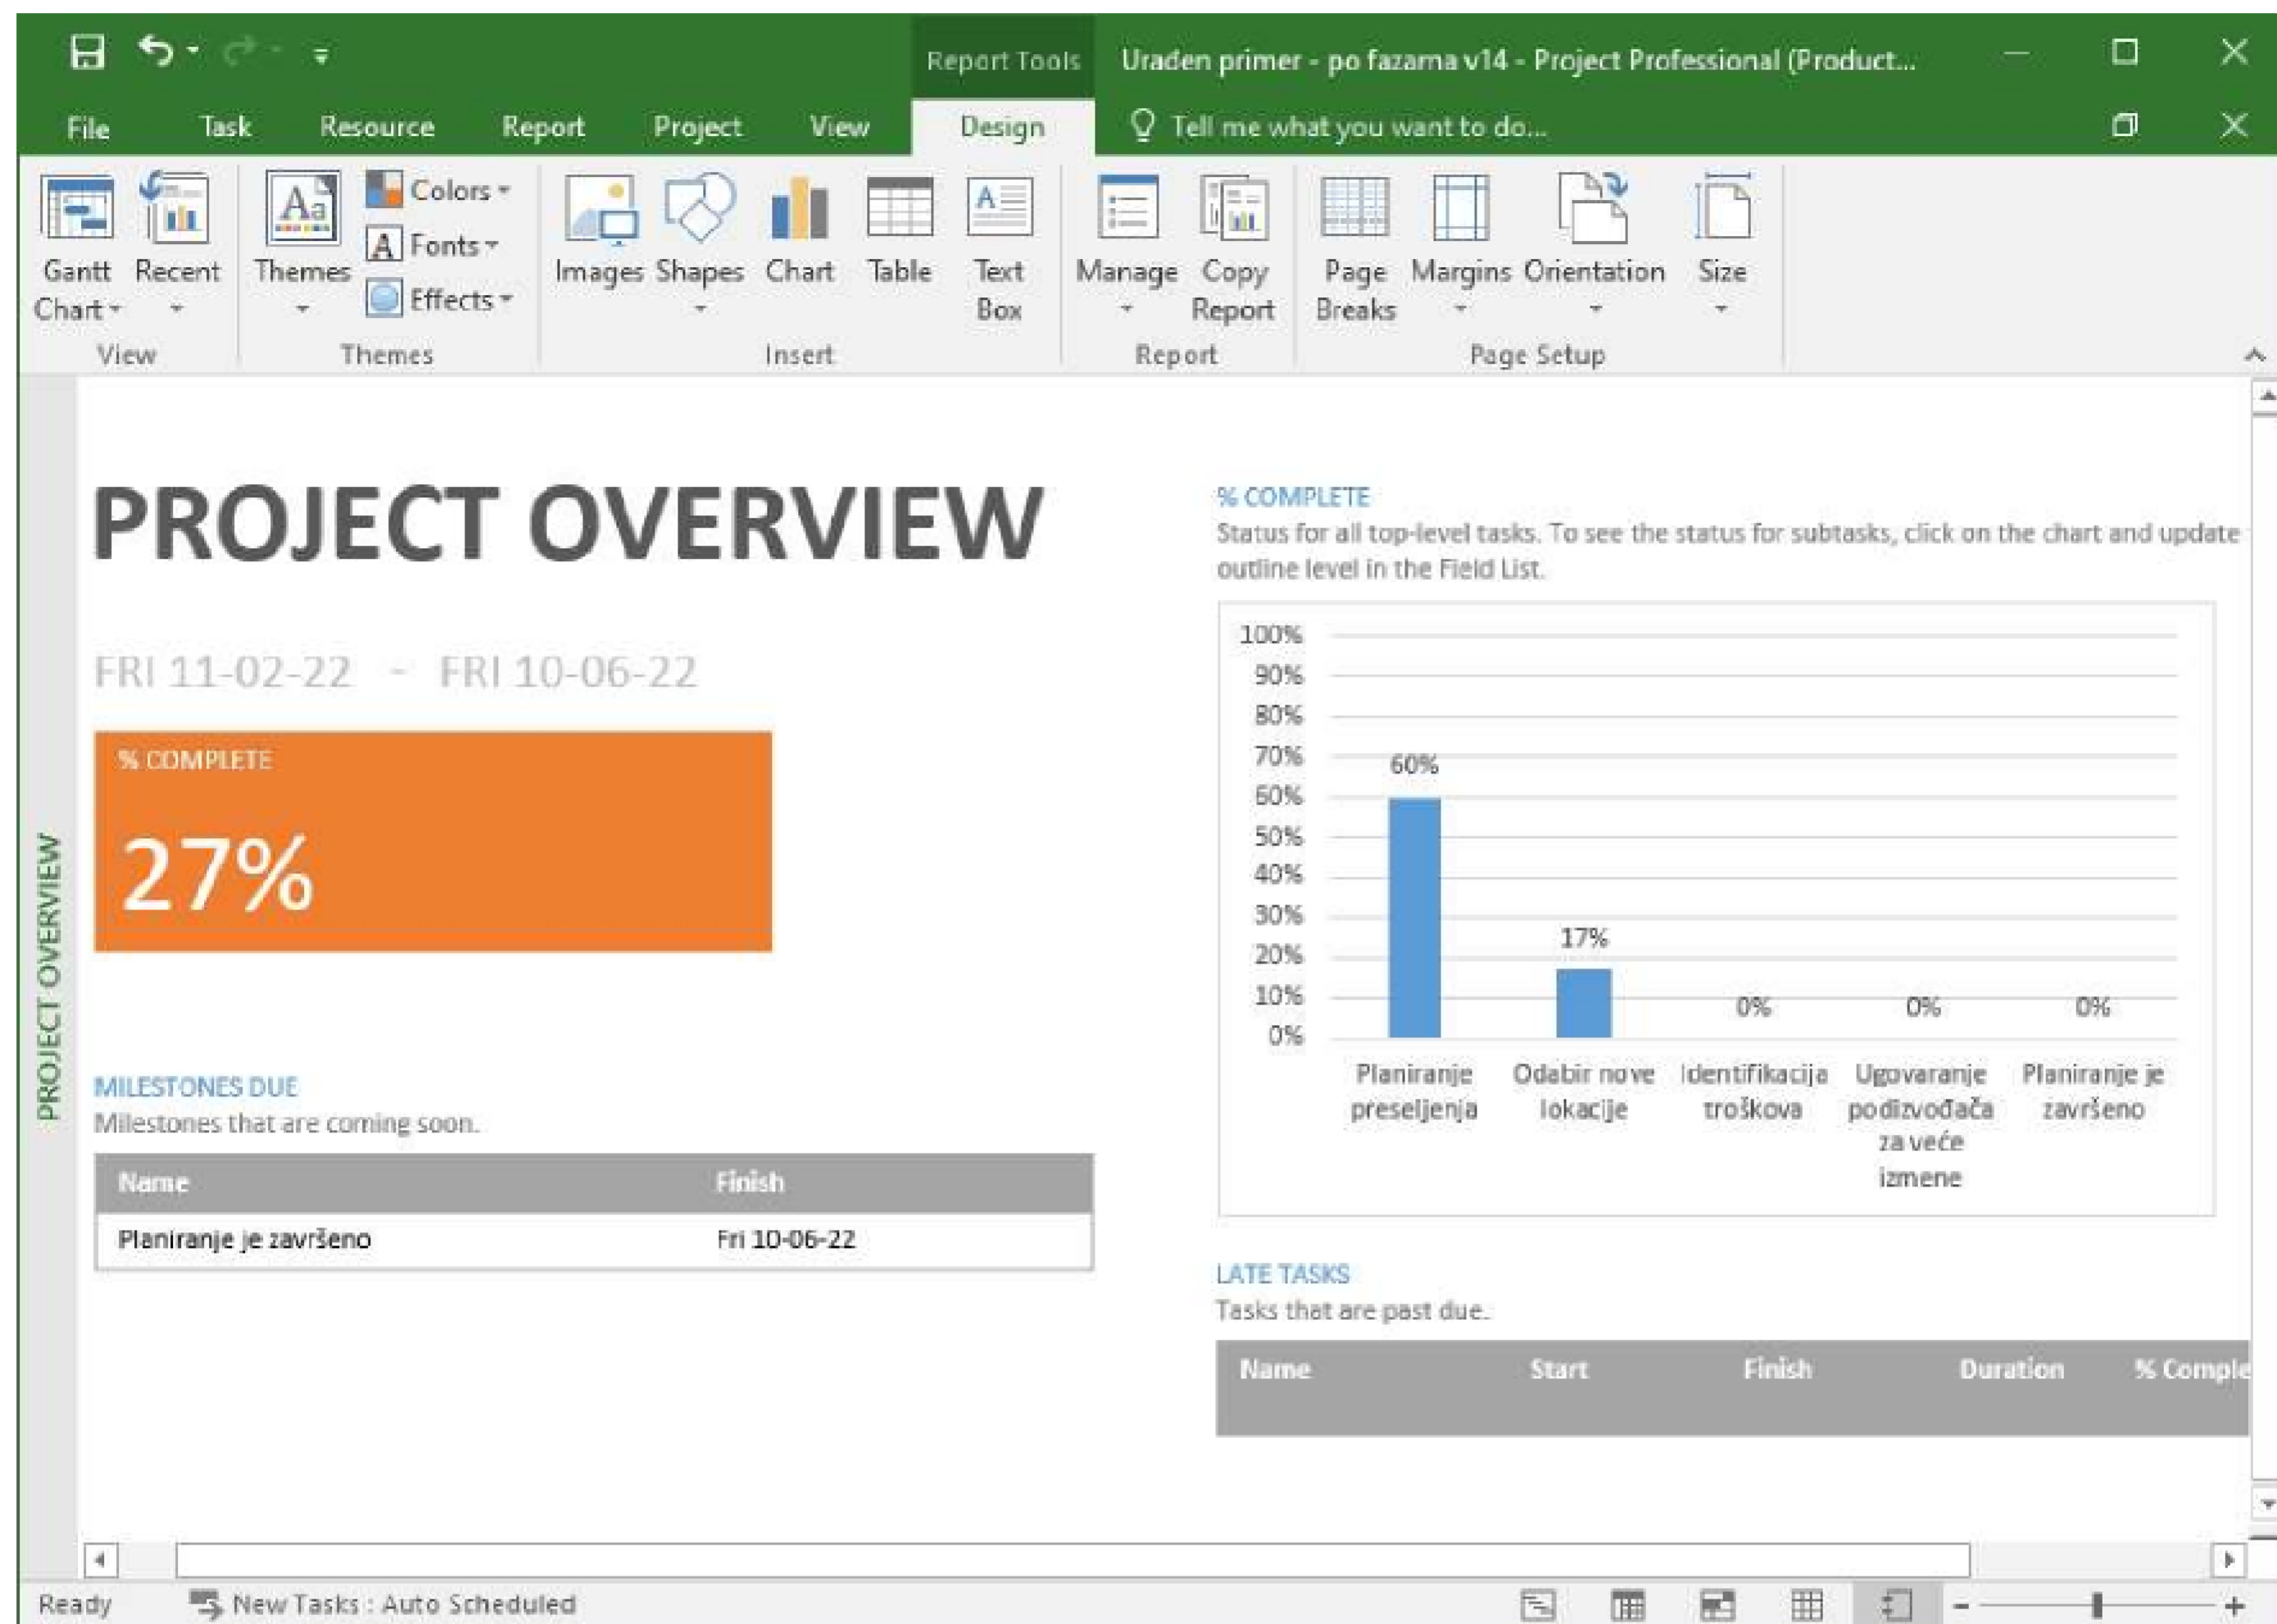 Report Tools
Urađen primer - po fazama v14 - Project Professional (Product...
File Task Resource Report Project View Design Tell me what you want to do...
Gantt Chart
Recent
Themes
Colors
Fonts
Effects
Images
Shapes
Chart
Table
Text Box
Manage
Copy Report
Page Breaks
Margins
Orientation
Size
View Themes Insert Report Page Setup
PROJECT OVERVIEW
PROJECT OVERVIEW
FRI 11-02-22 - FRI 10-06-22
% COMPLETE
27%
MILESTONES DUE
Milestones that are coming soon.
Name Finish
Planiranje je završeno Fri 10-06-22
% COMPLETE
Status for all top-level tasks. To see the status for subtasks, click on the chart and update
outline level in the Field List.
100%
90%
80%
70%
60%
50%
40%
30%
20%
10%
0%
60%
17%
0%
0%
0%
Planiranje
preseljenja
Odabir nove
lokacije
Identifikacija
troškova
Ugovaranje
podizvođača
za veće
izmene
Planiranje je
završeno
LATE TASKS
Tasks that are past due.
Name Start Finish Duration % Comple
Ready New Tasks : Auto Scheduled